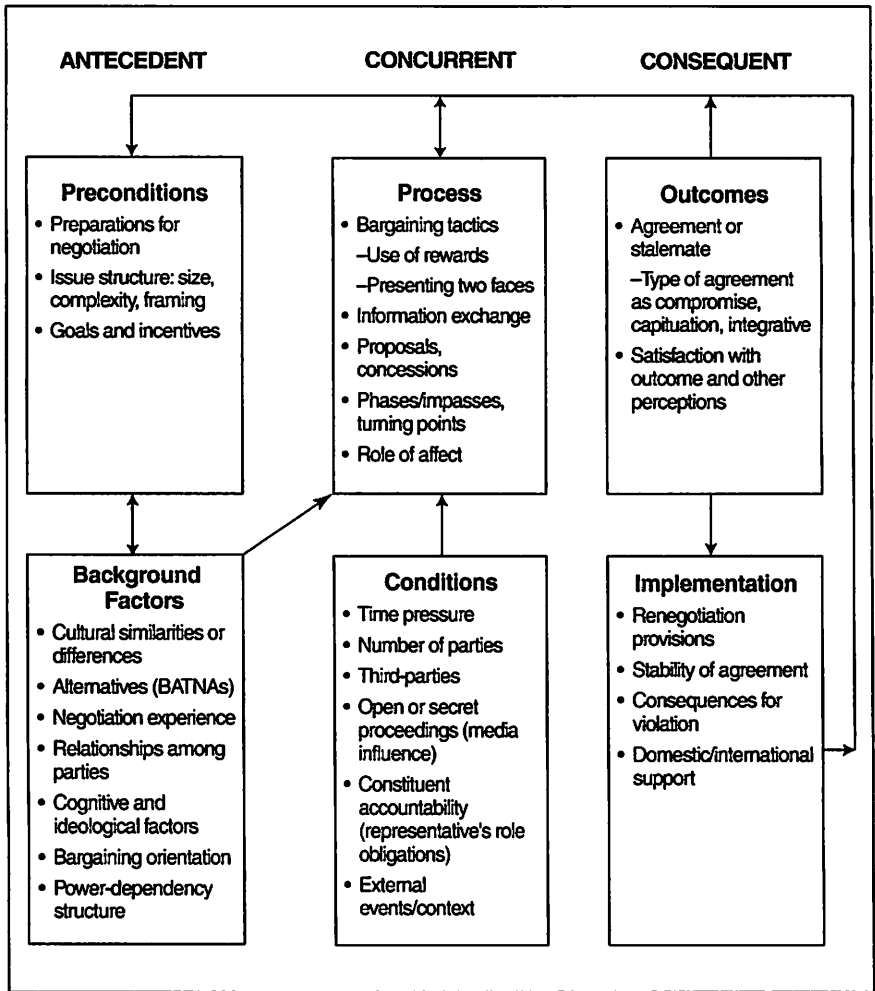 ANTECEDENT
CONCURRENT
CONSEQUENT
Preconditions
• Preparations for
negotiation
• Issue structure: size,
complexity, framing
• Goals and incentives
Process
• Bargaining tactics
–Use of rewards
–Presenting two faces
• Information exchange
• Proposals,
concessions
• Phases/impasses,
turning points
• Role of affect
Outcomes
• Agreement or
stalemate
–Type of agreement
as compromise,
capituation, integrative
• Satisfaction with
outcome and other
perceptions
Background
Factors
• Cultural similarities or
differences
• Alternatives (BATNAs)
• Negotiation experience
• Relationships among
parties
• Cognitive and
ideological factors
• Bargaining orientation
• Power-dependency
structure
Conditions
• Time pressure
• Number of parties
• Third-parties
• Open or secret
proceedings (media
influence)
• Constituent
accountability
(representative's role
obligations)
• External
events/context
Implementation
• Renegotiation
provisions
• Stability of agreement
• Consequences for
violation
• Domestic/international
support